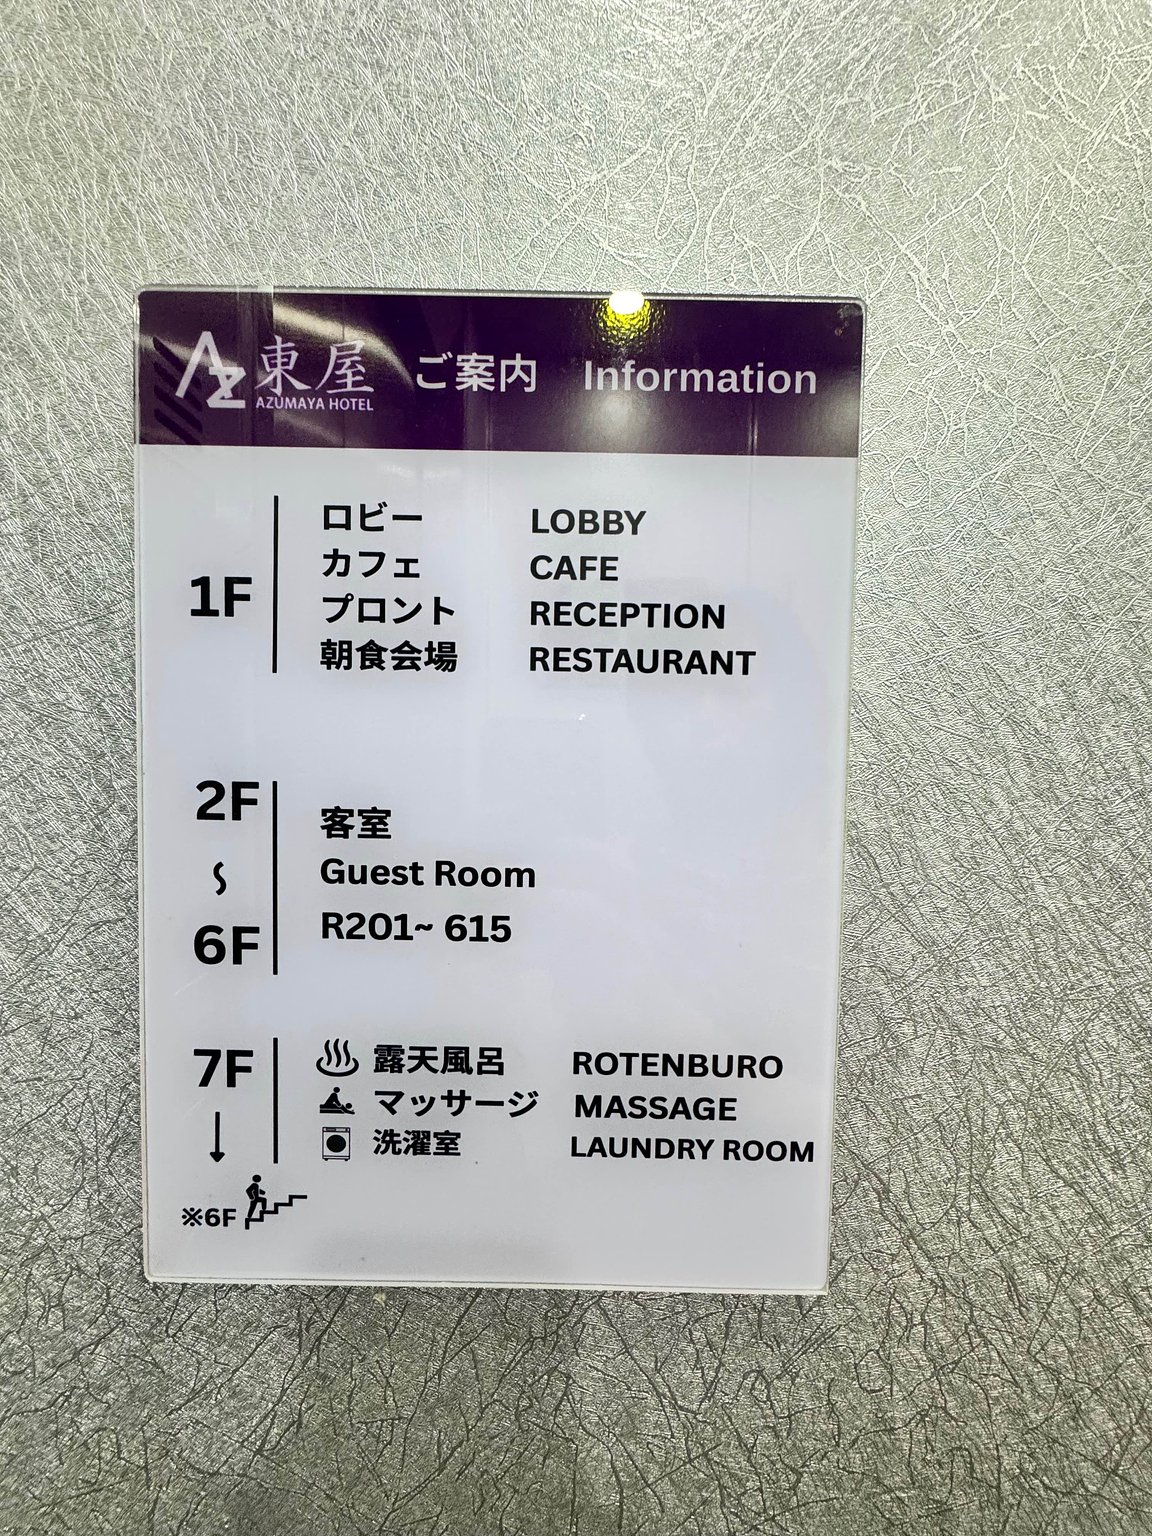 AZ 東屋 ご案内 Information
AZUMAYA HOTEL
1F
ロビー LOBBY
カフェ CAFE
プロント RECEPTION
朝食会場 RESTAURANT
2F
〜
6F
客室
Guest Room
R201~ 615
7F
露天風呂 ROTENBURO
マッサージ MASSAGE
洗濯室 LAUNDRY ROOM
※6F